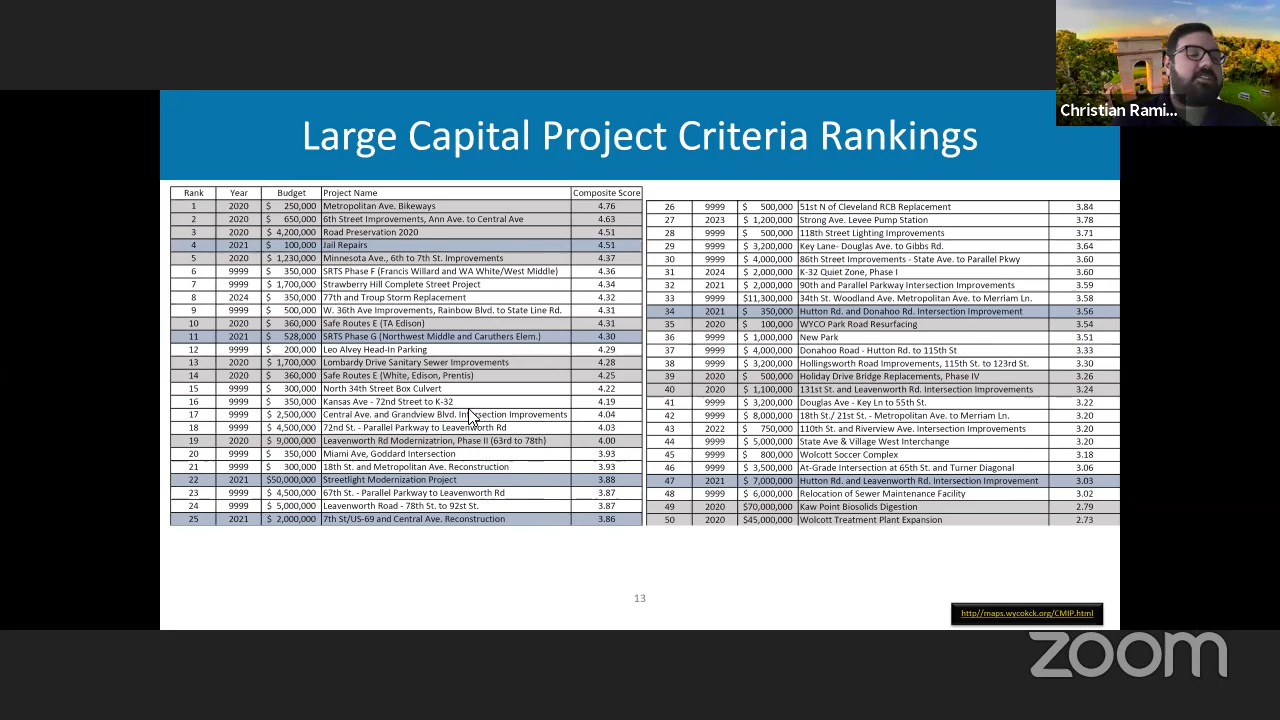 Christian Rami...
Large Capital Project Criteria Rankings
Rank Year Budget Project Name Composite Score
1 2020 $ 250,000 Metropolitan Ave. Bikeways 4.76
2 2020 $ 650,000 6th Street Improvements, Ann Ave. to Central Ave 4.63
3 2020 $ 4,200,000 Road Preservation 2020 4.51
4 2021 $ 100,000 Jail Repairs 4.51
5 2020 $ 1,230,000 Minnesota Ave., 6th to 7th St. Improvements 4.37
6 9999 $ 350,000 SRTS Phase F (Francis Willard and WA White/West Middle) 4.36
7 9999 $ 1,700,000 Strawberry Hill Complete Street Project 4.34
8 2024 $ 350,000 77th and Troup Storm Replacement 4.32
9 9999 $ 500,000 W. 36th Ave Improvements, Rainbow Blvd. to State Line Rd. 4.31
10 2020 $ 360,000 Safe Routes E (TA Edison) 4.31
11 2021 $ 528,000 SRTS Phase G (Northwest Middle and Caruthers Elem.) 4.30
12 9999 $ 200,000 Leo Alvey Head-In Parking 4.29
13 2020 $ 1,700,000 Lombardy Drive Sanitary Sewer Improvements 4.28
14 2020 $ 360,000 Safe Routes E (White, Edison, Prentis) 4.25
15 9999 $ 300,000 North 34th Street Box Culvert 4.22
16 9999 $ 350,000 Kansas Ave - 72nd Street to K-32 4.19
17 9999 $ 2,500,000 Central Ave. and Grandview Blvd. Intersection Improvements 4.04
18 9999 $ 4,500,000 72nd St. - Parallel Parkway to Leavenworth Rd 4.03
19 2020 $ 9,000,000 Leavenworth Rd Modernizatrion, Phase II (63rd to 78th) 4.00
20 9999 $ 350,000 Miami Ave, Goddard Intersection 3.93
21 9999 $ 300,000 18th St. and Metropolitan Ave. Reconstruction 3.93
22 2021 $50,000,000 Streetlight Modernization Project 3.88
23 9999 $ 4,500,000 67th St. - Parallel Parkway to Leavenworth Rd 3.87
24 9999 $ 5,000,000 Leavenworth Road - 78th St. to 92st St. 3.87
25 2021 $ 2,000,000 7th St/US-69 and Central Ave. Reconstruction 3.86
26 9999 $ 500,000 51st N of Cleveland RCB Replacement 3.84
27 2023 $ 1,200,000 Strong Ave. Levee Pump Station 3.78
28 9999 $ 500,000 118th Street Lighting Improvements 3.71
29 9999 $ 3,200,000 Key Lane- Douglas Ave. to Gibbs Rd. 3.64
30 9999 $ 4,000,000 86th Street Improvements - State Ave. to Parallel Pkwy 3.60
31 2024 $ 2,000,000 K-32 Quiet Zone, Phase I 3.60
32 2021 $ 2,000,000 90th and Parallel Parkway Intersection Improvements 3.59
33 9999 $11,300,000 34th St. Woodland Ave. Metropolitan Ave. to Merriam Ln. 3.58
34 2021 $ 350,000 Hutton Rd. and Donahoo Rd. Intersection Improvement 3.56
35 2020 $ 100,000 WYCO Park Road Resurfacing 3.54
36 9999 $ 1,000,000 New Park 3.51
37 9999 $ 4,000,000 Donahoo Road - Hutton Rd. to 115th St 3.33
38 9999 $ 3,200,000 Hollingsworth Road Improvements, 115th St. to 123rd St. 3.30
39 2020 $ 500,000 Holiday Drive Bridge Replacements, Phase IV 3.26
40 2020 $ 1,100,000 131st St. and Leavenworth Rd. Intersection Improvements 3.24
41 9999 $ 3,200,000 Douglas Ave - Key Ln to 55th St. 3.22
42 9999 $ 8,000,000 18th St./ 21st St. - Metropolitan Ave. to Merriam Ln. 3.20
43 2022 $ 750,000 110th St. and Riverview Ave. Intersection Improvements 3.20
44 9999 $ 5,000,000 State Ave & Village West Interchange 3.20
45 9999 $ 800,000 Wolcott Soccer Complex 3.18
46 9999 $ 3,500,000 At-Grade Intersection at 65th St. and Turner Diagonal 3.06
47 2021 $ 7,000,000 Hutton Rd. and Leavenworth Rd. Intersection Improvement 3.03
48 9999 $ 6,000,000 Relocation of Sewer Maintenance Facility 3.02
49 2020 $70,000,000 Kaw Point Biosolids Digestion 2.79
50 2020 $45,000,000 Wolcott Treatment Plant Expansion 2.73
13
http//maps.wycokck.org/CMIP.html
zoom